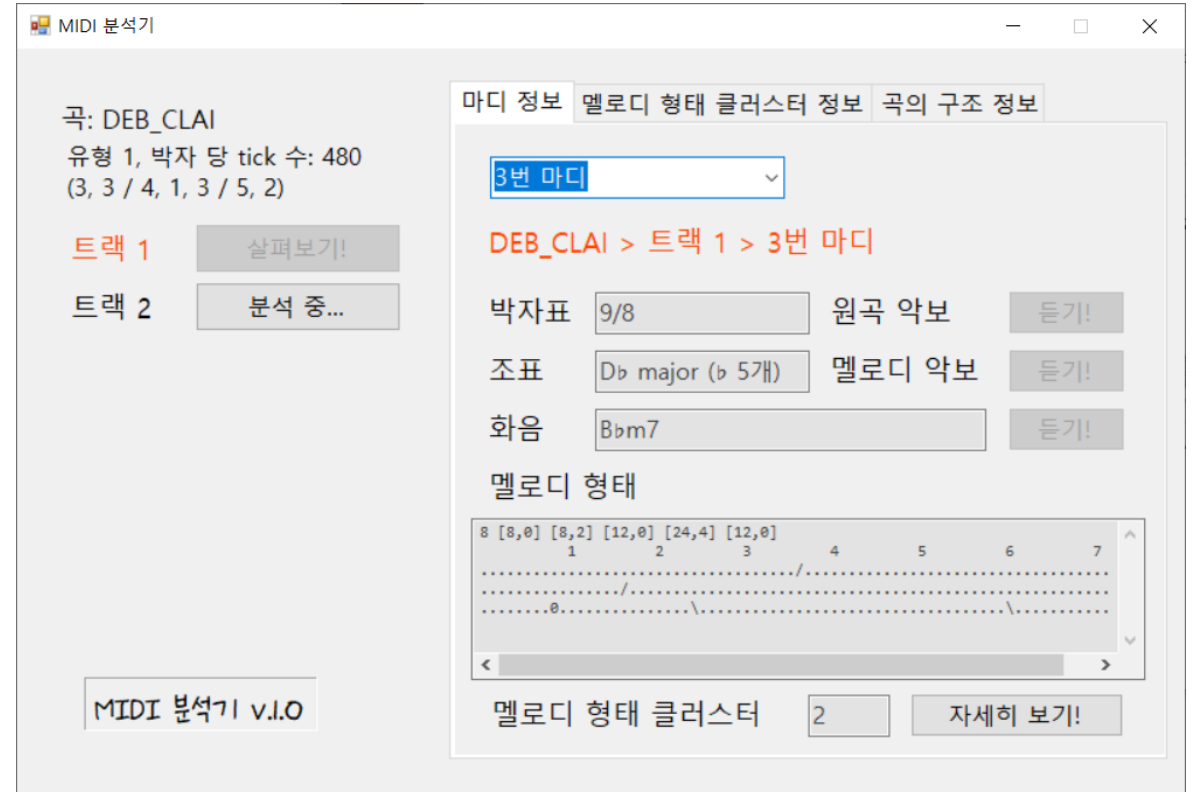 MIDI 분석기
곡: DEB_CLAI
유형 1, 박자 당 tick 수: 480
(3, 3 / 4, 1, 3 / 5, 2)
트랙 1 살펴보기!
트랙 2 분석 중...
MIDI 분석기 v.1.0
마디 정보 멜로디 형태 클러스터 정보 곡의 구조 정보
3번 마디
DEB_CLAI > 트랙 1 > 3번 마디
박자표 9/8 원곡 악보 듣기!
조표 D♭ major (♭ 5개) 멜로디 악보 듣기!
화음 B♭m7 듣기!
멜로디 형태
8 [8,0] [8,2] [12,0] [24,4] [12,0]
1 2 3 4 5 6 7
..................................../...................................
................/.......................................................
........0...............\...................................\...........
멜로디 형태 클러스터 2 자세히 보기!